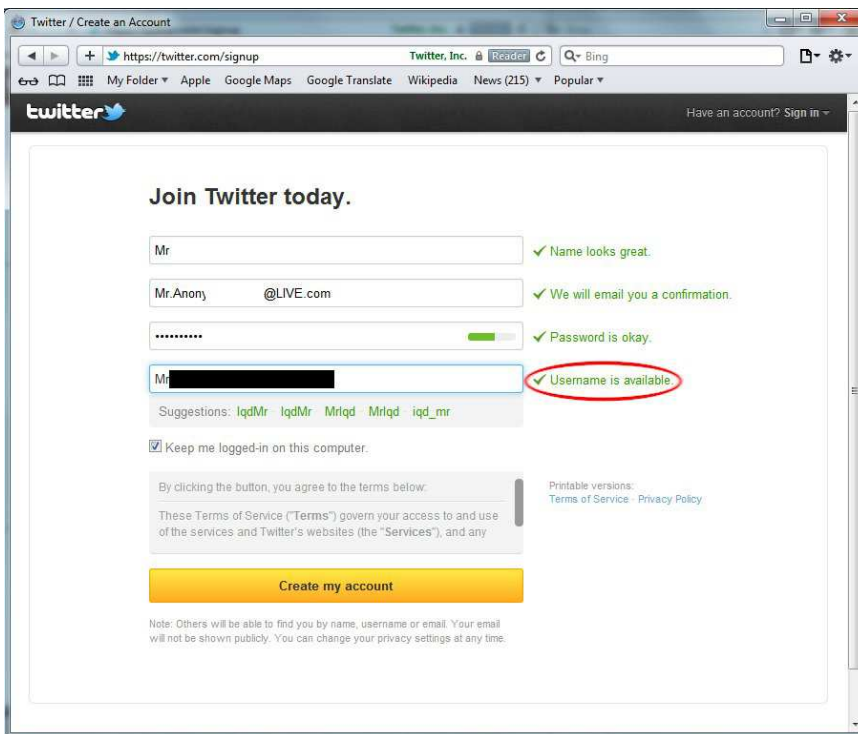 Twitter / Create an Account
https://twitter.com/signup Twitter, Inc. Reader Bing
My Folder Apple Google Maps Google Translate Wikipedia News (215) Popular
twitter Have an account? Sign in
Join Twitter today.
Mr Name looks great.
Mr.Anony @LIVE.com We will email you a confirmation.
•••••••••• Password is okay.
Mr Username is available.
Suggestions: IqdMr · IqdMr · MrIqd · MrIqd · iqd_mr
Keep me logged-in on this computer.
By clicking the button, you agree to the terms below:
Printable versions:
Terms of Service · Privacy Policy
These Terms of Service ("Terms") govern your access to and use
of the services and Twitter's websites (the "Services"), and any
Create my account
Note: Others will be able to find you by name, username or email. Your email
will not be shown publicly. You can change your privacy settings at any time.